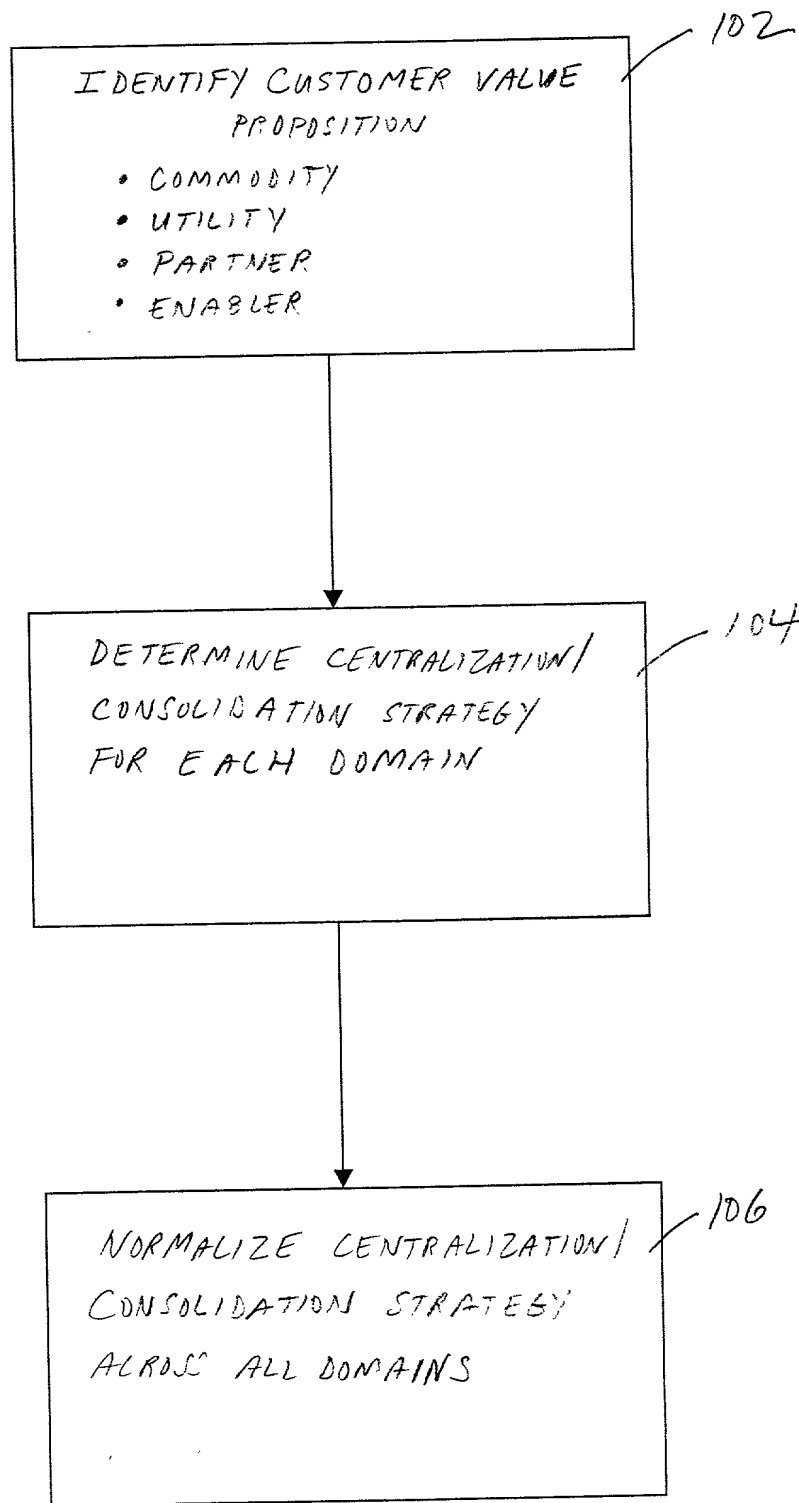 102
IDENTIFY CUSTOMER VALUE
PROPOSITION
• COMMODITY
• UTILITY
• PARTNER
• ENABLER
104
DETERMINE CENTRALIZATION/
CONSOLIDATION STRATEGY
FOR EACH DOMAIN
106
NORMALIZE CENTRALIZATION/
CONSOLIDATION STRATEGY
ACROSS ALL DOMAINS